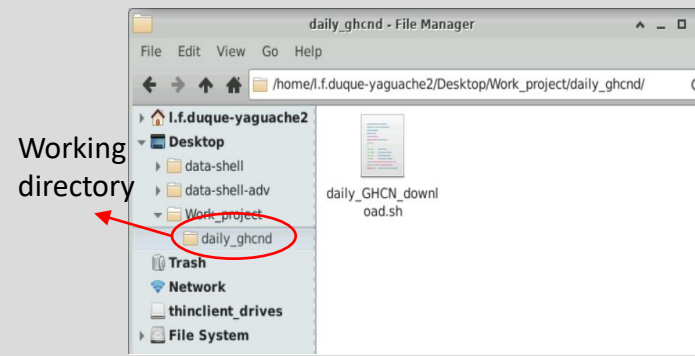 daily_ghcnd - File Manager
File Edit View Go Help
/home/l.f.duque-yaguache2/Desktop/Work_project/daily_ghcnd/
l.f.duque-yaguache2
Desktop
data-shell
data-shell-adv
Work_project
daily_ghcnd
Trash
Network
thinclient_drives
File System
daily_GHCN_downl
oad.sh
Working
directory